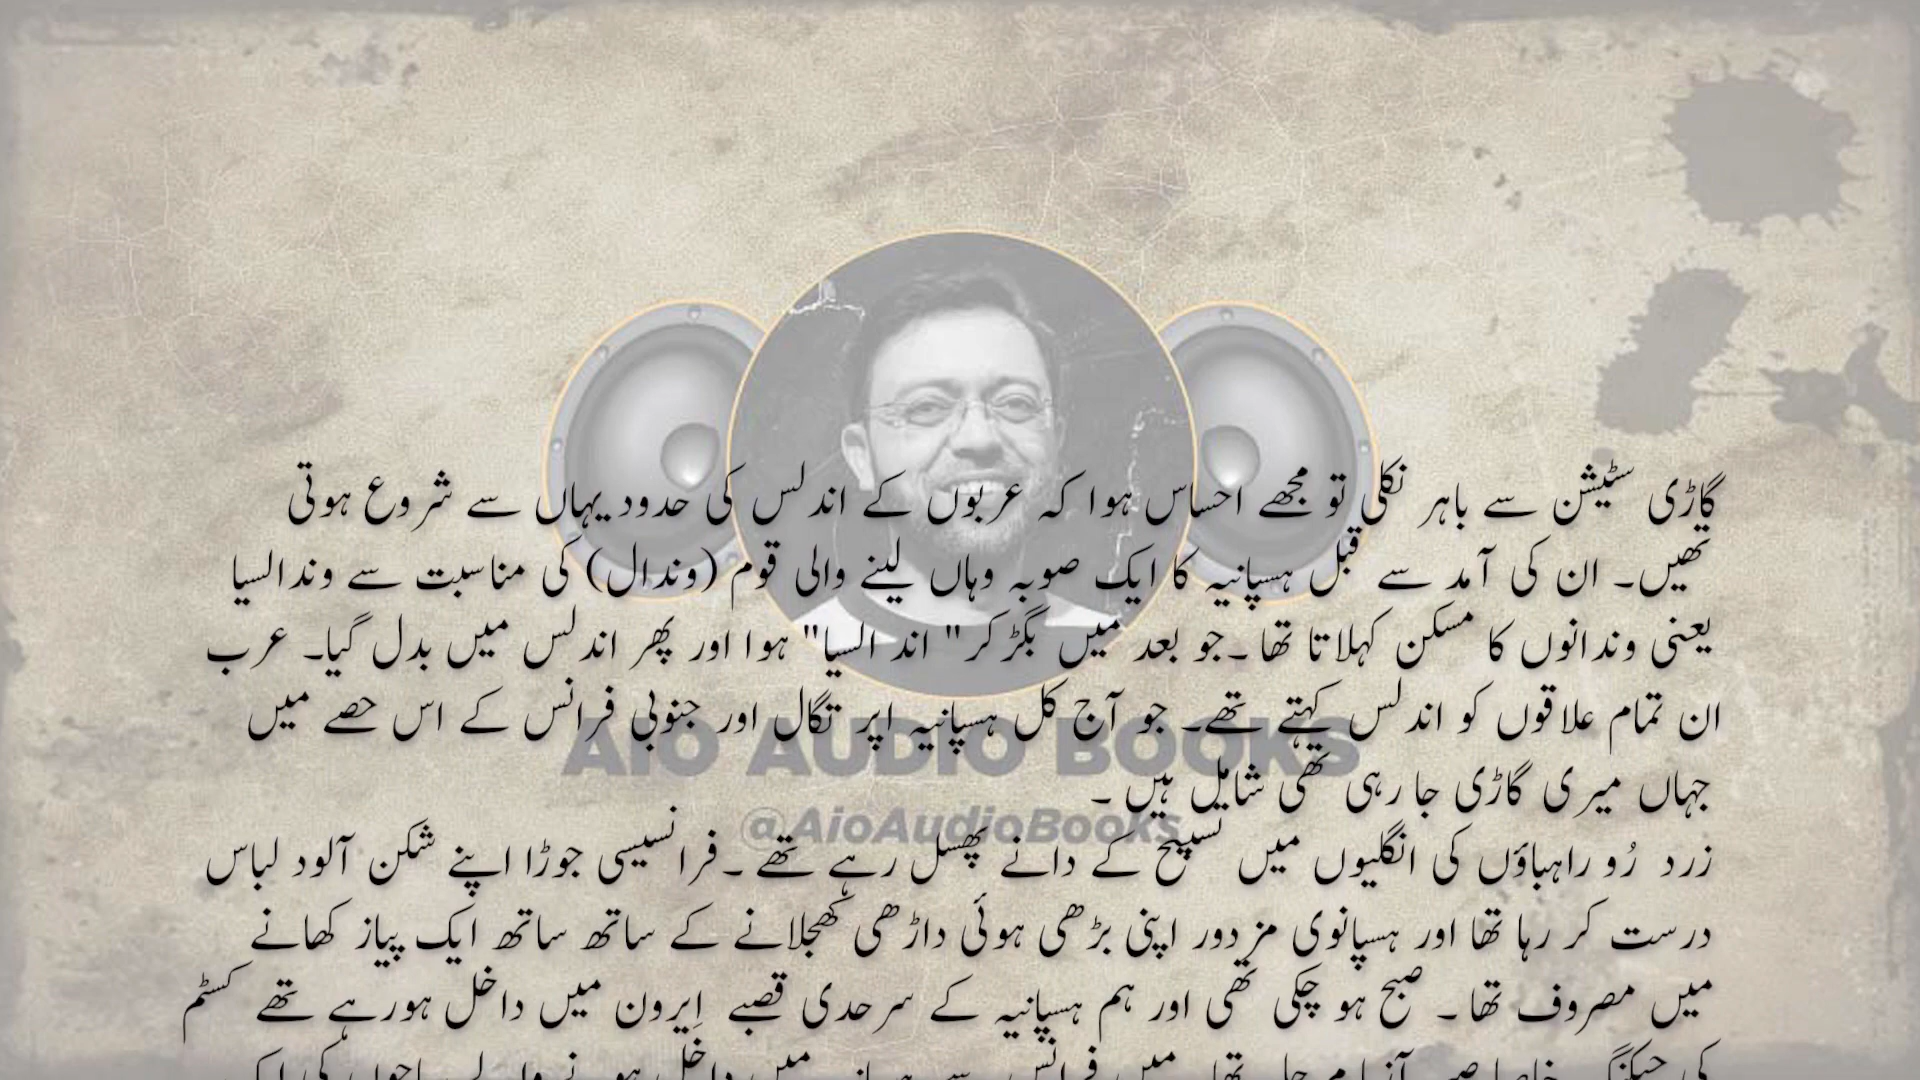 گاڑی سٹیشن سے باہر نکلی تو مجھے احساس ہوا کہ عربوں کے اندلس کی حدود یہاں سے شروع ہوتی
تھیں۔ ان کی آمد سے قبل ہسپانیہ کا ایک صوبہ وہاں لینے والی قوم (وندال) کی مناسبت سے وندالسیا
یعنی وندانوں کا مسکن کہلاتا تھا۔جو بعد میں بگڑ کر" اند السیا" ہوا اور پھر اندلس میں بدل گیا۔ عرب
ان تمام علاقوں کو اندلس کہتے تھے۔ جو آج کل ہسپانیہ اپر تگال اور جنوبی فرانس کے اس حصے میں
جہاں میری گاڑی جا رہی تھی شامل ہیں۔
زرد رُو راہباؤں کی انگلیوں میں تسبیح کے دانے پھسل رہے تھے ۔فرانسیسی جوڑا اپنے شکن آلود لباس
درست کر رہا تھا اور ہسپانوی مزدور اپنی بڑھی ہوئی داڑھی کھجلانے کے ساتھ ساتھ ایک پیاز کھانے
میں مصروف تھا۔ صبح ہو چکی تھی اور ہم ہسپانیہ کے سرحدی قصبے اِیرون میں داخل ہورہے تھے کسٹم
AIO AUDIO BOOKS
@AioAudioBooks